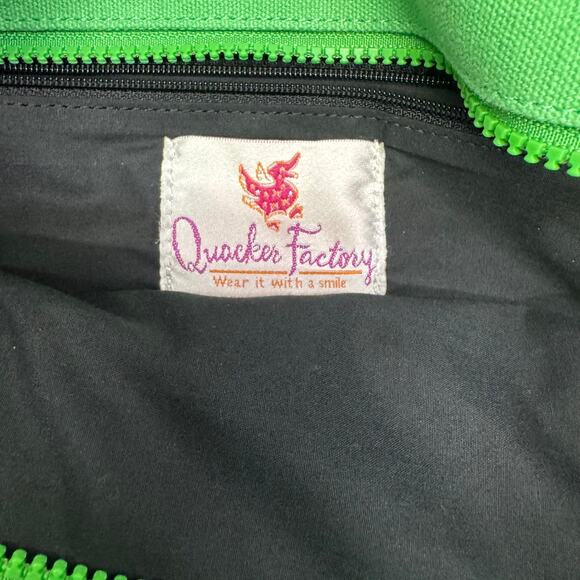 Quacker Factory
Wear it with a smile